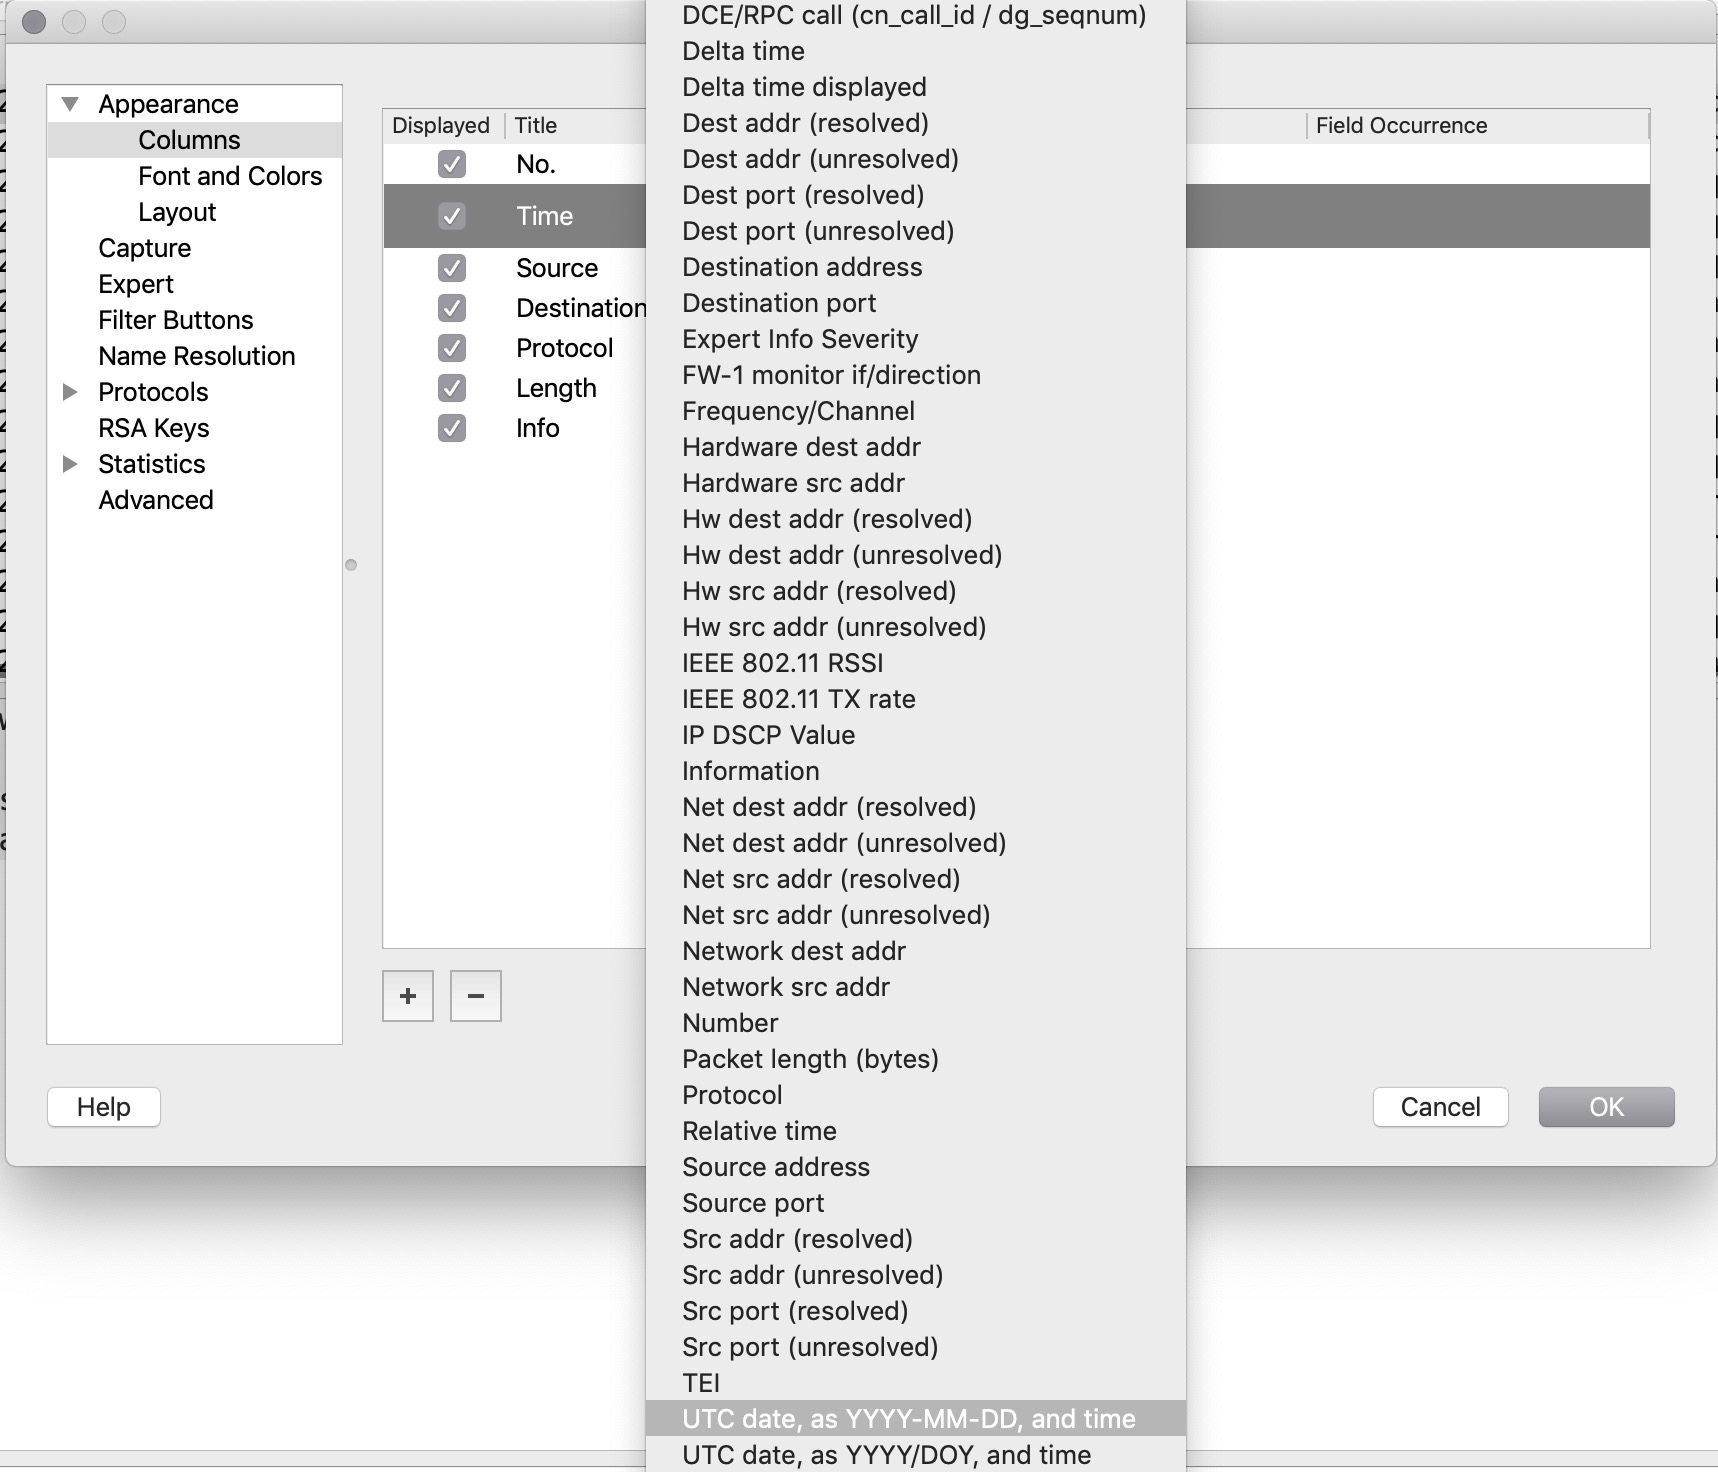 Appearance
Columns
Font and Colors
Layout
Capture
Expert
Filter Buttons
Name Resolution
Protocols
RSA Keys
Statistics
Advanced
Displayed Title Field Occurrence
No.
Time
Source
Destination
Protocol
Length
Info
+ −
DCE/RPC call (cn_call_id / dg_seqnum)
Delta time
Delta time displayed
Dest addr (resolved)
Dest addr (unresolved)
Dest port (resolved)
Dest port (unresolved)
Destination address
Destination port
Expert Info Severity
FW-1 monitor if/direction
Frequency/Channel
Hardware dest addr
Hardware src addr
Hw dest addr (resolved)
Hw dest addr (unresolved)
Hw src addr (resolved)
Hw src addr (unresolved)
IEEE 802.11 RSSI
IEEE 802.11 TX rate
IP DSCP Value
Information
Net dest addr (resolved)
Net dest addr (unresolved)
Net src addr (resolved)
Net src addr (unresolved)
Network dest addr
Network src addr
Number
Packet length (bytes)
Protocol
Relative time
Source address
Source port
Src addr (resolved)
Src addr (unresolved)
Src port (resolved)
Src port (unresolved)
TEI
UTC date, as YYYY-MM-DD, and time
UTC date, as YYYY/DOY, and time
Help Cancel OK